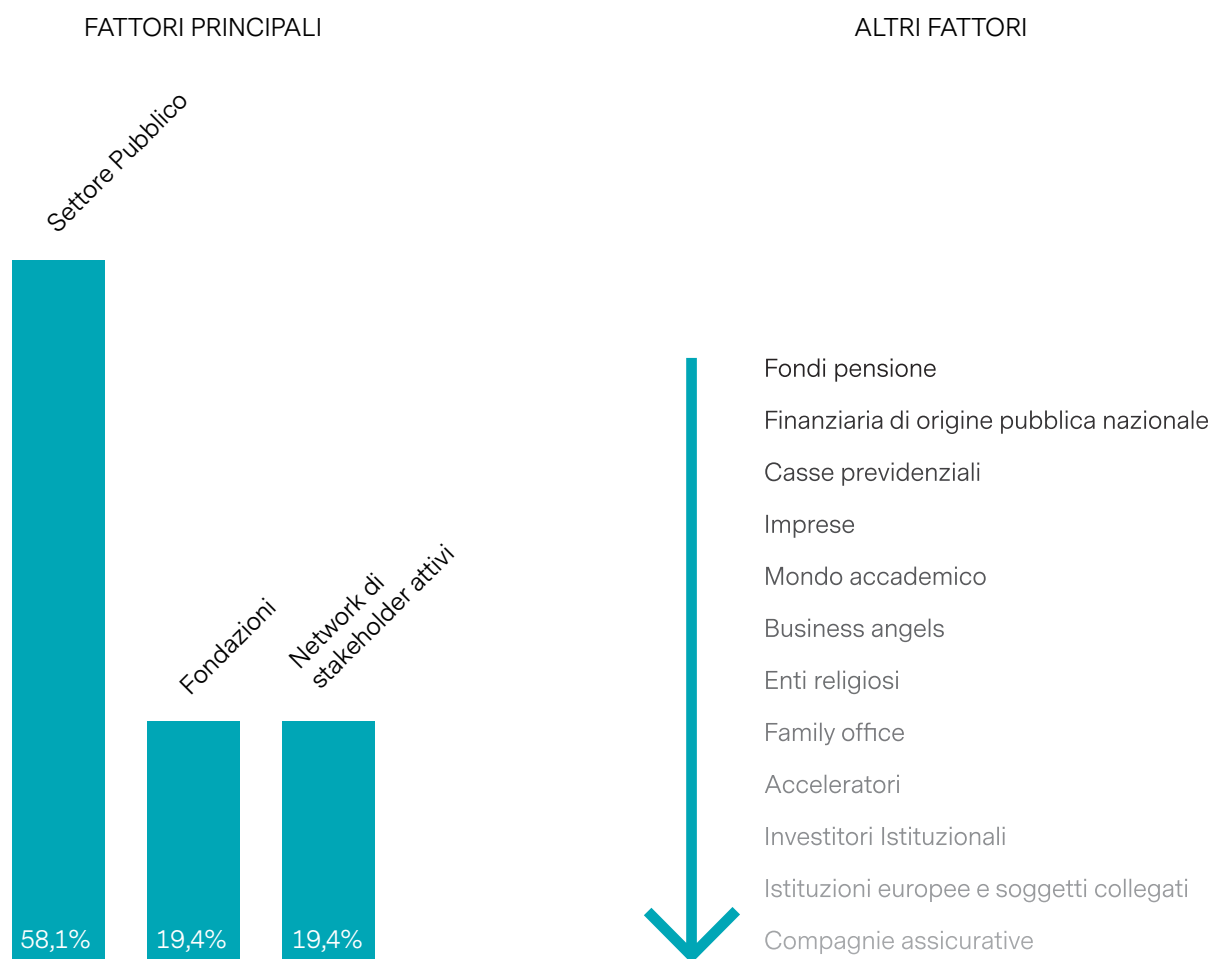 FATTORI PRINCIPALI
Settore Pubblico
Fondazioni
Network di
stakeholder attivi
58,1%
19,4%
19,4%
ALTRI FATTORI
Fondi pensione
Finanziaria di origine pubblica nazionale
Casse previdenziali
Imprese
Mondo accademico
Business angels
Enti religiosi
Family office
Acceleratori
Investitori Istituzionali
Istituzioni europee e soggetti collegati
Compagnie assicurative